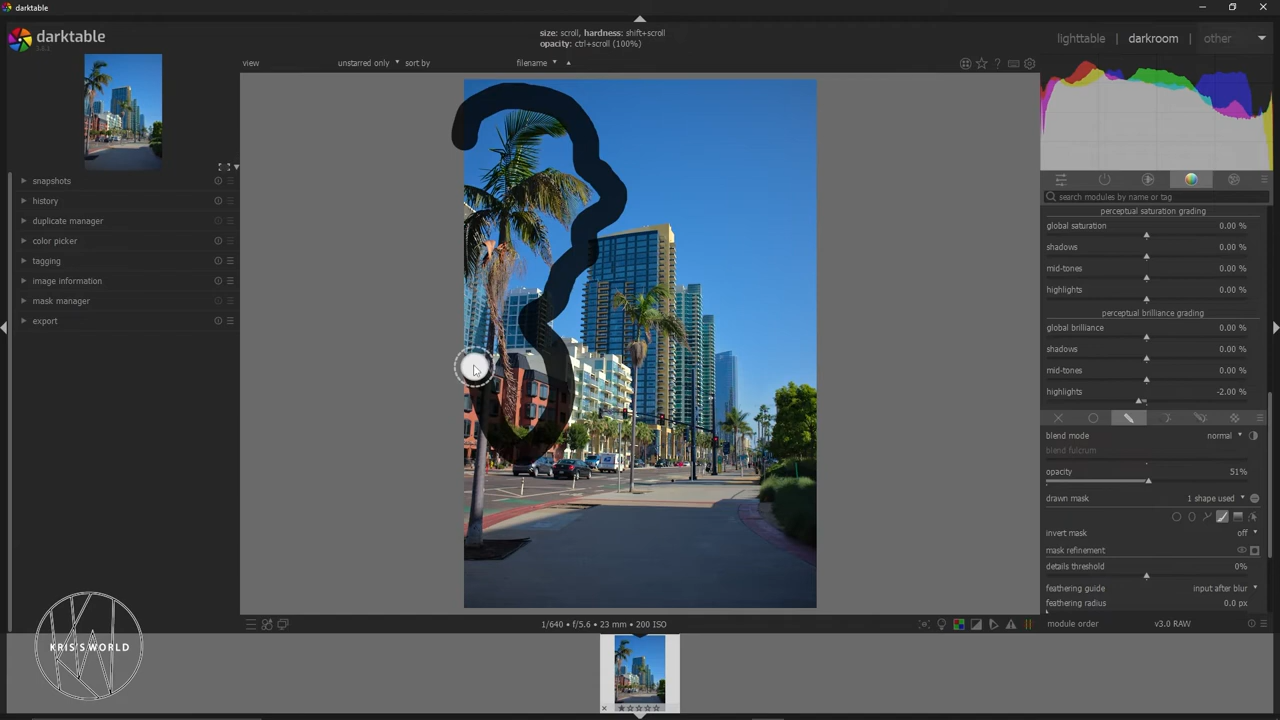 darktable
size: scroll, hardness: shift+scroll
opacity: ctrl+scroll (100%)
darktable
lighttable | darkroom | other
view unstarred only sort by filename
snapshots
history
duplicate manager
color picker
tagging
image information
mask manager
export
search modules by name or tag
perceptual saturation grading
global saturation 0.00 %
shadows 0.00 %
mid-tones 0.00 %
highlights 0.00 %
perceptual brilliance grading
global brilliance 0.00 %
shadows 0.00 %
mid-tones 0.00 %
highlights -2.00 %
blend mode normal
blend fulcrum
opacity 51%
drawn mask 1 shape used
invert mask off
mask refinement
details threshold 0%
feathering guide input after blur
feathering radius 0.0 px
module order v3.0 RAW
1/640 • f/5.6 • 23 mm • 200 ISO
KRIS'S WORLD